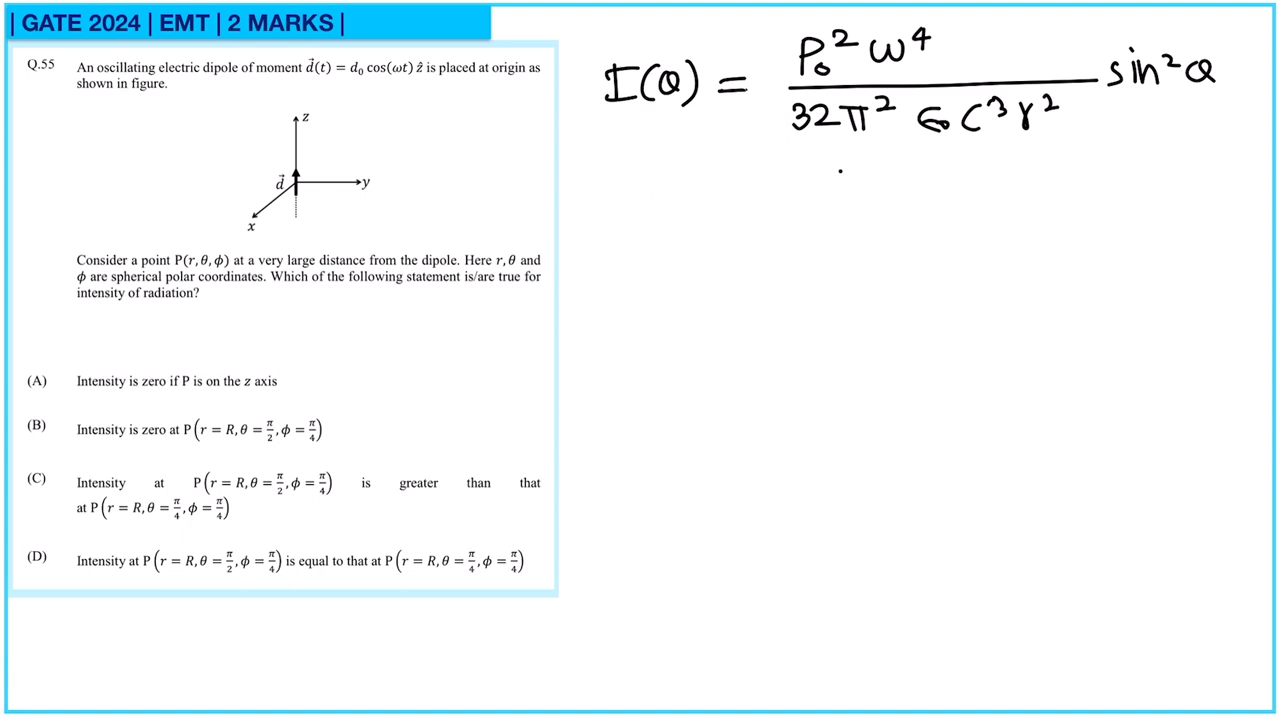 | GATE 2024 | EMT | 2 MARKS |
Q.55 An oscillating electric dipole of moment d⃗(t) = d₀ cos(ωt) ẑ is placed at origin as
shown in figure.
z
d⃗
y
x
Consider a point P(r, θ, ϕ) at a very large distance from the dipole. Here r, θ and
ϕ are spherical polar coordinates. Which of the following statement is/are true for
intensity of radiation?
(A) Intensity is zero if P is on the z axis
(B) Intensity is zero at P (r = R, θ = π/2, ϕ = π/4)
(C) Intensity at P (r = R, θ = π/2, ϕ = π/4) is greater than that
at P (r = R, θ = π/4, ϕ = π/4)
(D) Intensity at P (r = R, θ = π/2, ϕ = π/4) is equal to that at P (r = R, θ = π/4, ϕ = π/4)
I(θ) = P₀² ω⁴ / 32π² ε₀ c³ r² sin²θ